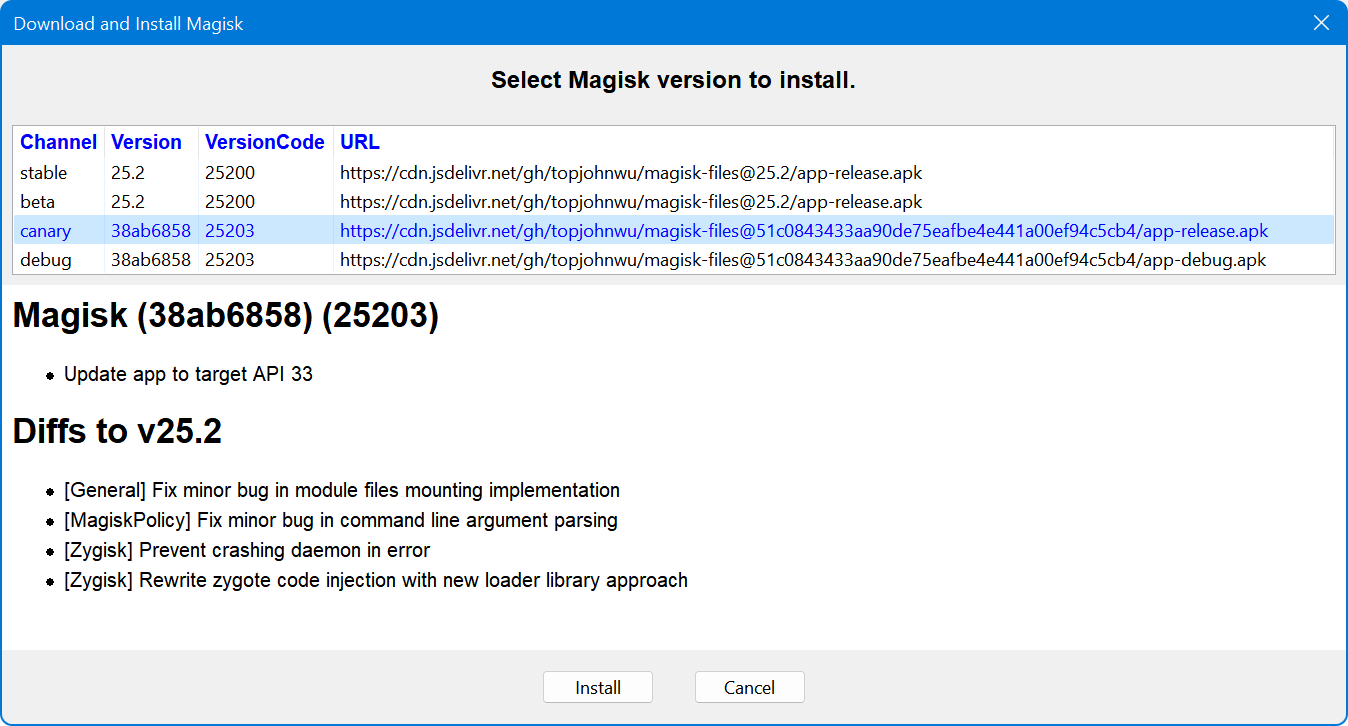 Download and Install Magisk
Select Magisk version to install.
Channel Version VersionCode URL
stable 25.2 25200 https://cdn.jsdelivr.net/gh/topjohnwu/magisk-files@25.2/app-release.apk
beta 25.2 25200 https://cdn.jsdelivr.net/gh/topjohnwu/magisk-files@25.2/app-release.apk
canary 38ab6858 25203 https://cdn.jsdelivr.net/gh/topjohnwu/magisk-files@51c0843433aa90de75eafbe4e441a00ef94c5cb4/app-release.apk
debug 38ab6858 25203 https://cdn.jsdelivr.net/gh/topjohnwu/magisk-files@51c0843433aa90de75eafbe4e441a00ef94c5cb4/app-debug.apk
Magisk (38ab6858) (25203)
• Update app to target API 33
Diffs to v25.2
• [General] Fix minor bug in module files mounting implementation
• [MagiskPolicy] Fix minor bug in command line argument parsing
• [Zygisk] Prevent crashing daemon in error
• [Zygisk] Rewrite zygote code injection with new loader library approach
Install Cancel